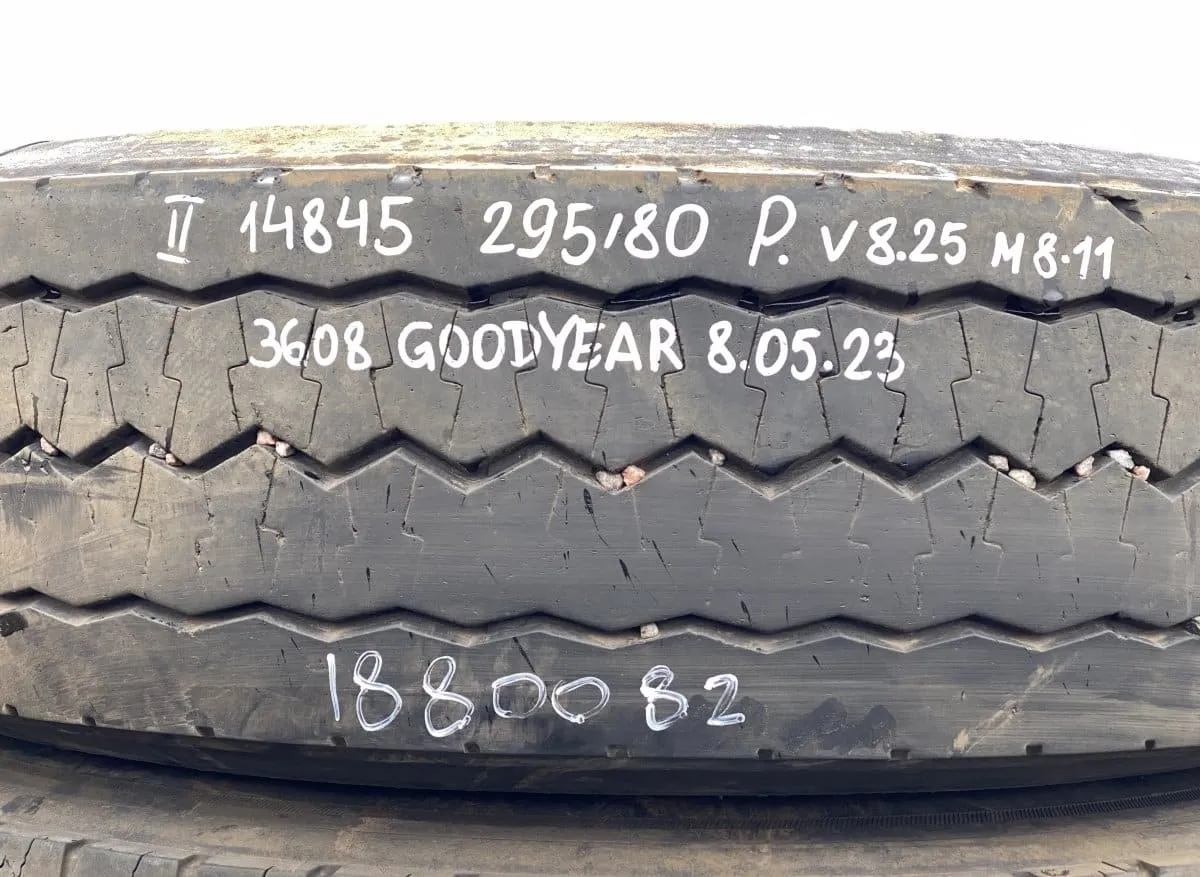 II 14845 295/80 P. V8.25 M8.11
3608 GOODYEAR 8.05.23
1880082